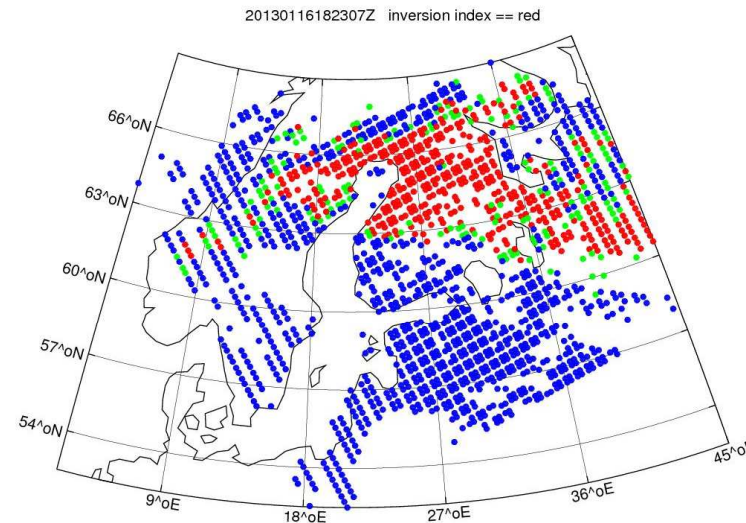 20130116182307Z inversion index == red
66^oN
63^oN
60^oN
57^oN
54^oN
9^oE
18^oE
27^oE
36^oE
45^o